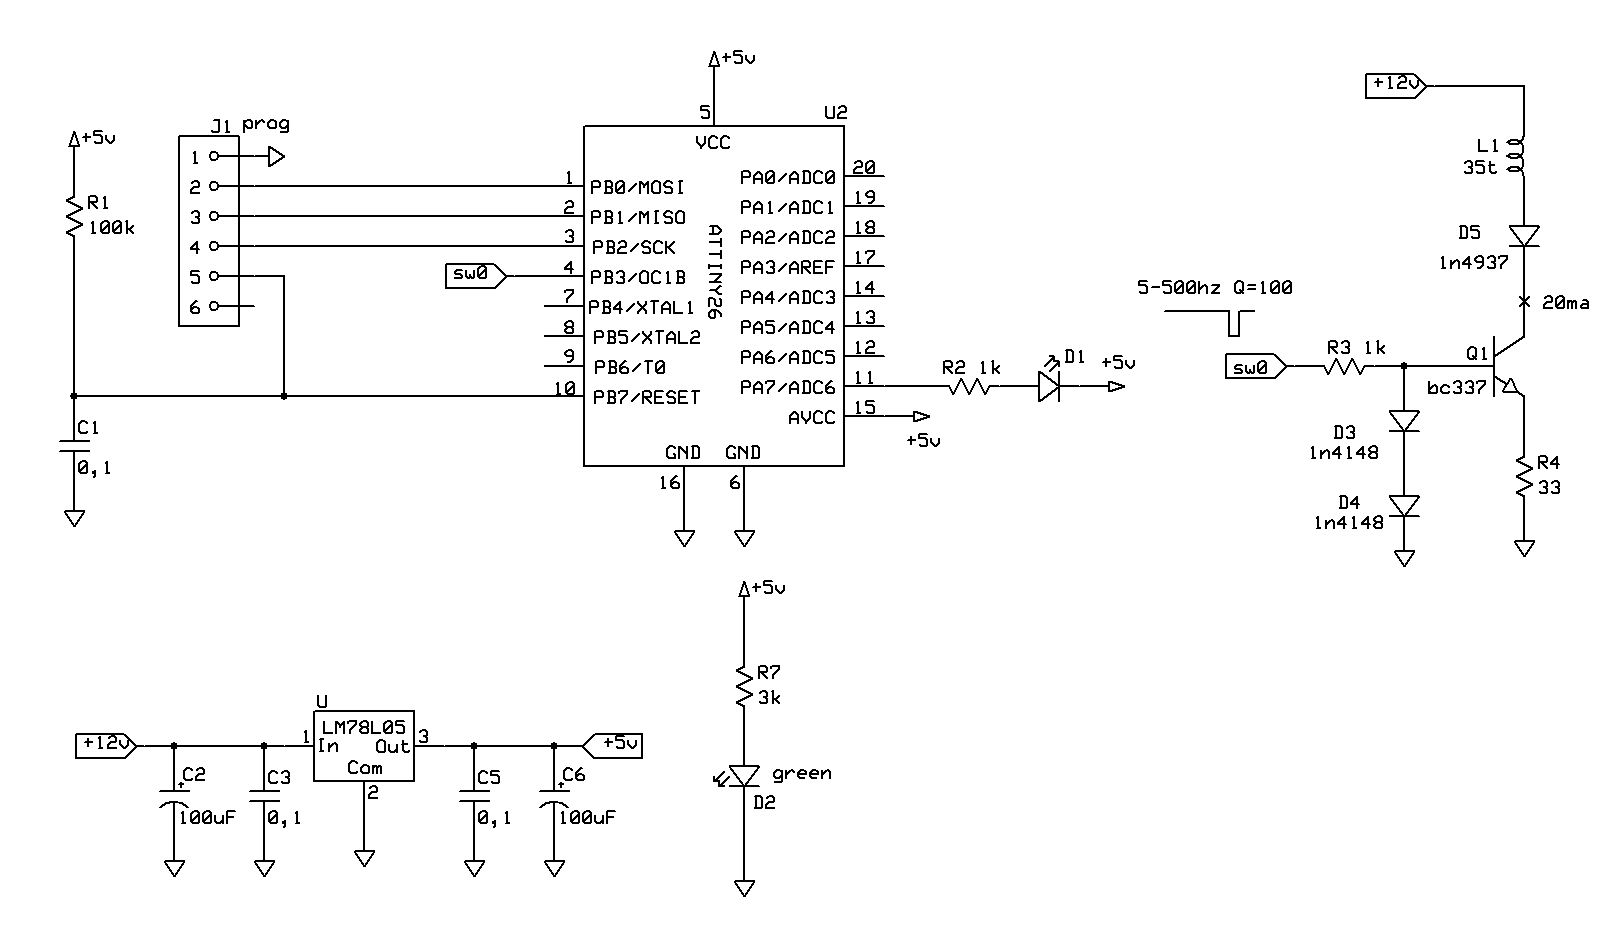 +5v
R1
100k
C1
0,1
J1 prog
1
2
3
4
5
6
+5v
5
U2
VCC
ATTINY26
1 PB0/MOSI
2 PB1/MISO
3 PB2/SCK
sw0
4 PB3/OC1B
7 PB4/XTAL1
8 PB5/XTAL2
9 PB6/T0
10 PB7/RESET
PA0/ADC0 20
PA1/ADC1 19
PA2/ADC2 18
PA3/AREF 17
PA4/ADC3 14
PA5/ADC4 13
PA6/ADC5 12
PA7/ADC6 11
AVCC 15
GND GND
16 6
R2 1k
D1
+5v
+5v
+12v
L1
35t
D5
1n4937
20ma
5-500hz Q=100
sw0
R3 1k
Q1
bc337
D3
1n4148
D4
1n4148
R4
33
+12v
C2
100uF
C3
0,1
U
LM78L05
1 In Out 3
Com
2
C5
0,1
C6
100uF
+5v
+5v
R7
3k
green
D2